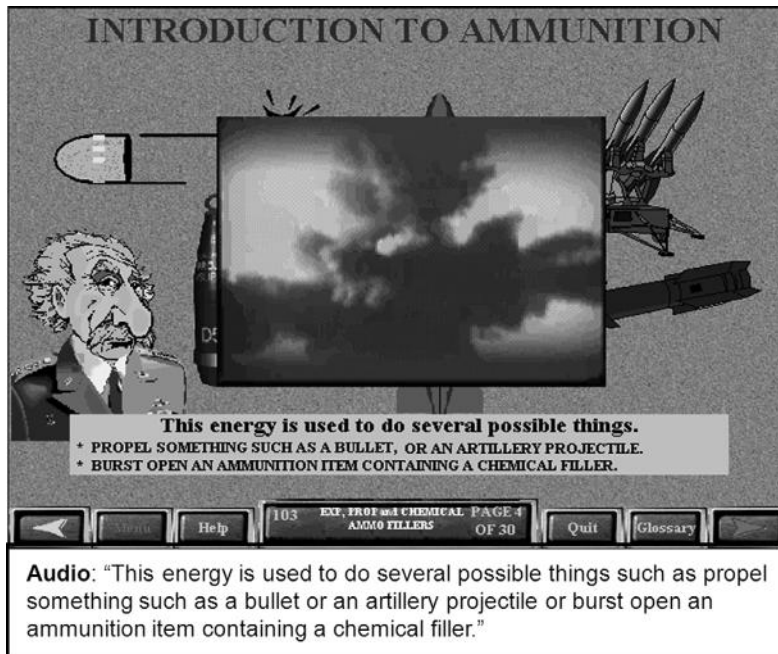 INTRODUCTION TO AMMUNITION
D5
This energy is used to do several possible things.
* PROPEL SOMETHING SUCH AS A BULLET, OR AN ARTILLERY PROJECTILE.
* BURST OPEN AN AMMUNITION ITEM CONTAINING A CHEMICAL FILLER.
Menu
Help
103
EXP, PROP and CHEMICAL
AMMO FILLERS
PAGE 4
OF 30
Quit
Glossary
Audio: “This energy is used to do several possible things such as propel
something such as a bullet or an artillery projectile or burst open an
ammunition item containing a chemical filler.”